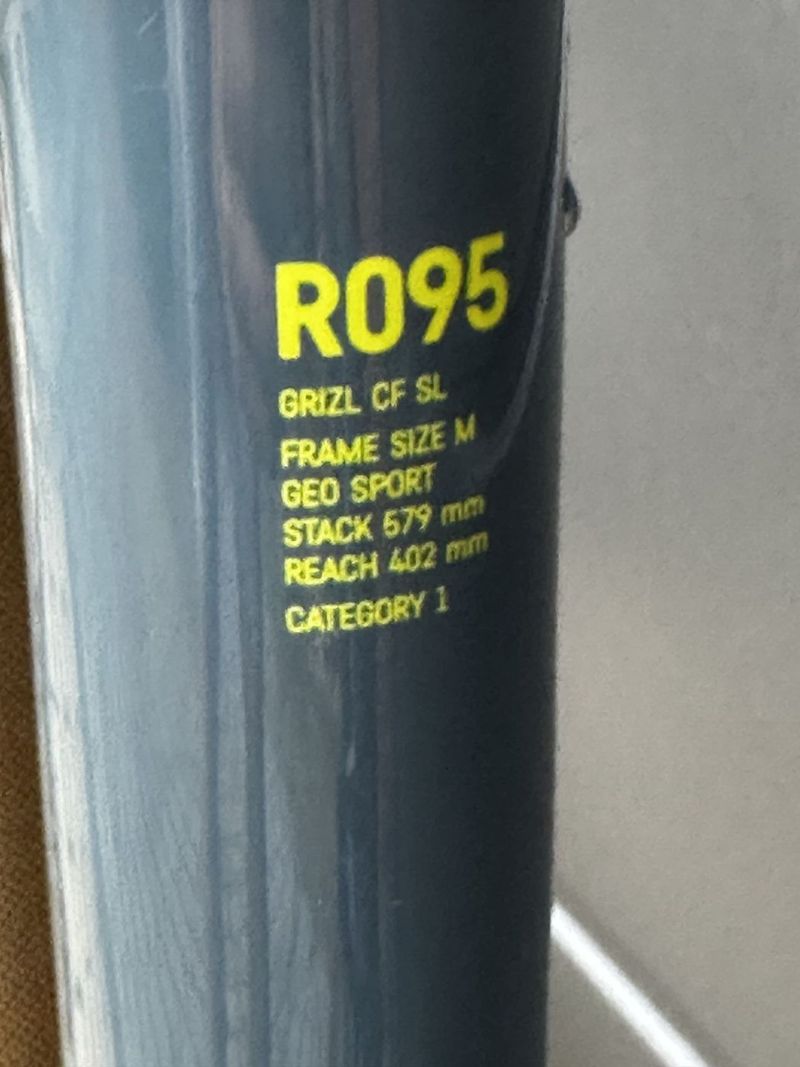 R095
GRIZL CF SL
FRAME SIZE M
GEO SPORT
STACK 579 mm
REACH 402 mm
CATEGORY 1